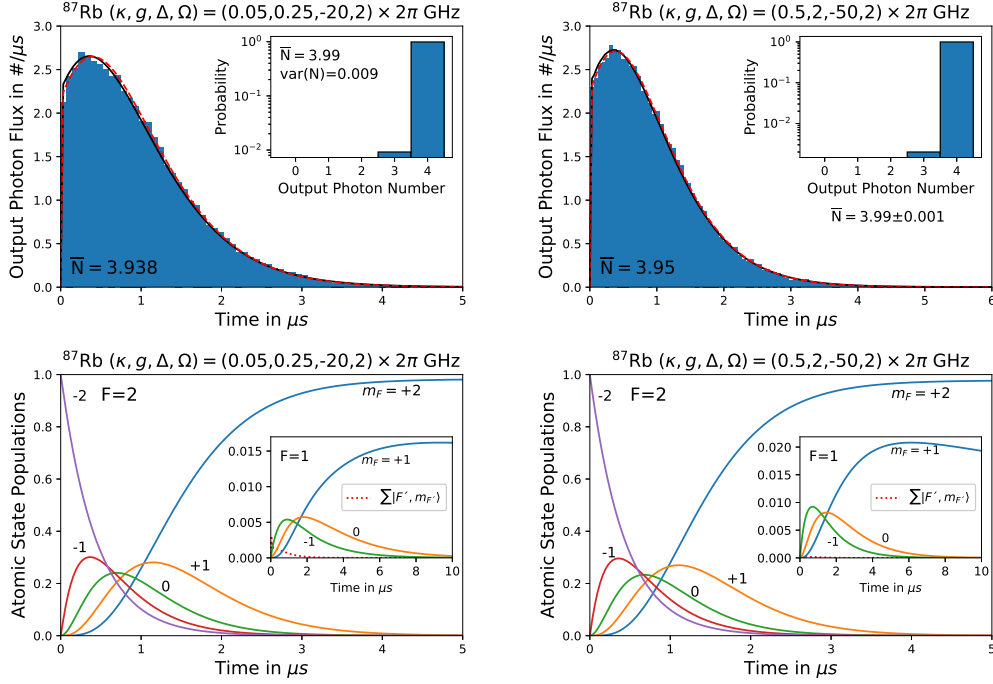 ⁸⁷Rb (κ, g, Δ, Ω) = (0.05,0.25,-20,2) × 2π GHz
Output Photon Flux in #/μs
3.0
2.5
2.0
1.5
1.0
0.5
0.0
0 1 2 3 4 5
Time in μs
N̅ = 3.938
N̅ = 3.99
var(N)=0.009
Probability
10⁰
10⁻¹
10⁻²
0 1 2 3 4
Output Photon Number
⁸⁷Rb (κ, g, Δ, Ω) = (0.5,2,-50,2) × 2π GHz
Output Photon Flux in #/μs
3.0
2.5
2.0
1.5
1.0
0.5
0.0
0 1 2 3 4 5 6
Time in μs
N̅ = 3.95
Probability
10⁰
10⁻¹
10⁻²
0 1 2 3 4
Output Photon Number
N̅ = 3.99±0.001
⁸⁷Rb (κ, g, Δ, Ω) = (0.05,0.25,-20,2) × 2π GHz
Atomic State Populations
1.0
0.8
0.6
0.4
0.2
0.0
0 1 2 3 4 5
Time in μs
-2 F=2
m_F = +2
-1
0
+1
0.015
0.010
0.005
0.000
0 2 4 6 8 10
Time in μs
F=1
m_F = +1
∑|F´, m_F´⟩
0
-1
⁸⁷Rb (κ, g, Δ, Ω) = (0.5,2,-50,2) × 2π GHz
Atomic State Populations
1.0
0.8
0.6
0.4
0.2
0.0
0 1 2 3 4 5
Time in μs
-2 F=2
m_F = +2
-1
0
+1
0.020
0.015
0.010
0.005
0.000
0 2 4 6 8 10
Time in μs
F=1
m_F = +1
∑|F´, m_F´⟩
0
-1